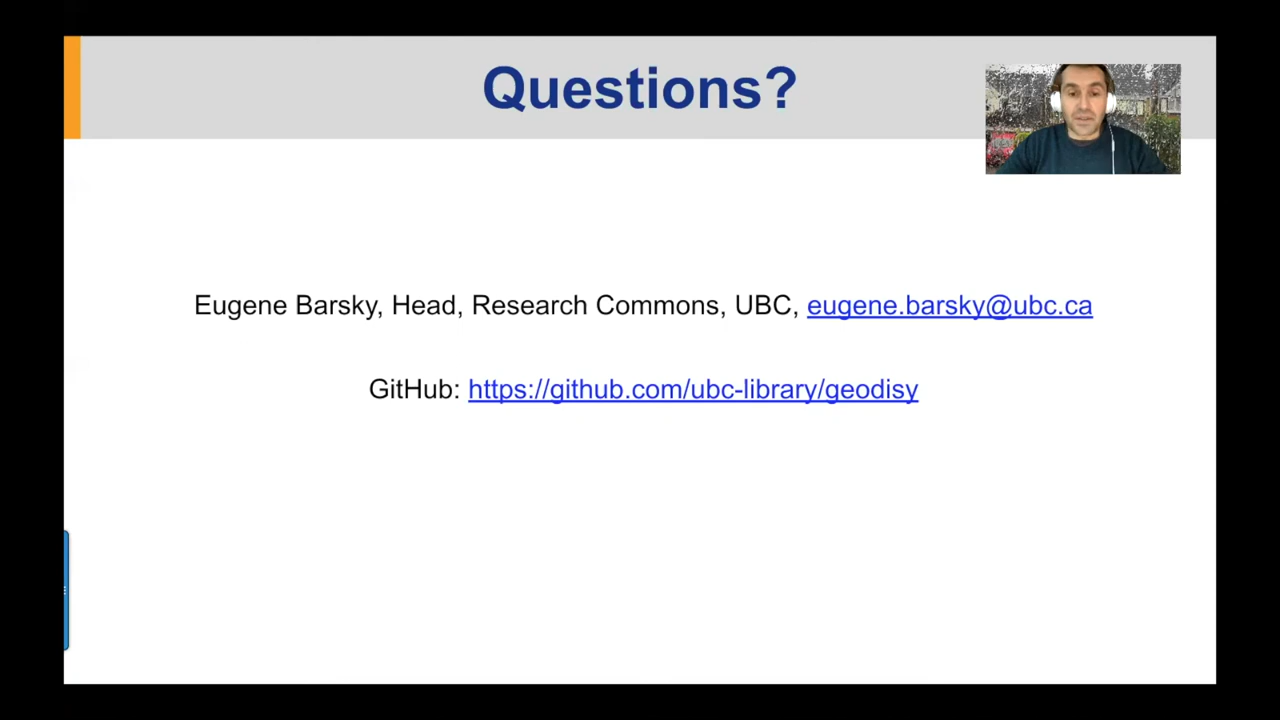 Questions?
Eugene Barsky, Head, Research Commons, UBC, eugene.barsky@ubc.ca
GitHub: https://github.com/ubc-library/geodisy